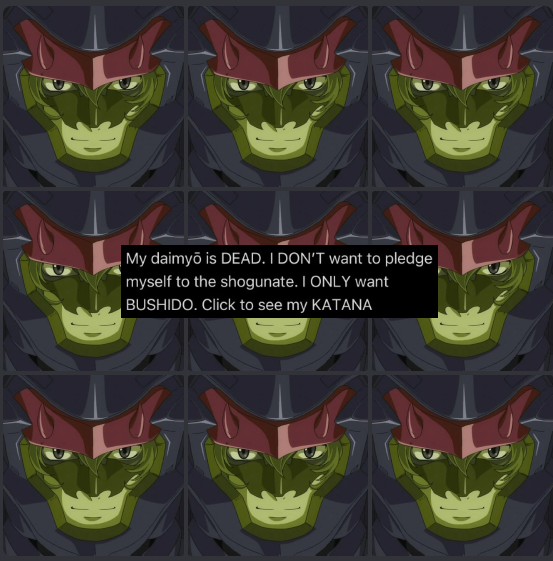 My daimyō is DEAD. I DON’T want to pledge
myself to the shogunate. I ONLY want
BUSHIDO. Click to see my KATANA